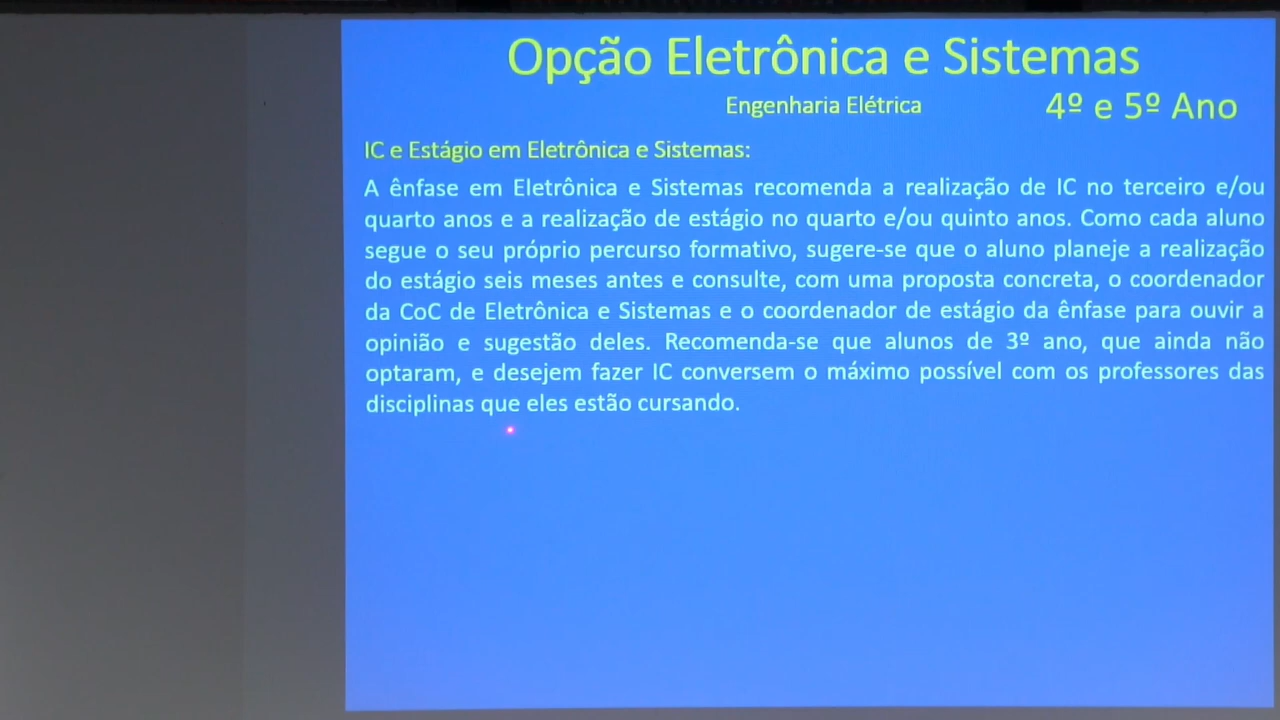 Opção Eletrônica e Sistemas
Engenharia Elétrica
4º e 5º Ano
IC e Estágio em Eletrônica e Sistemas:
A ênfase em Eletrônica e Sistemas recomenda a realização de IC no terceiro e/ou
quarto anos e a realização de estágio no quarto e/ou quinto anos. Como cada aluno
segue o seu próprio percurso formativo, sugere-se que o aluno planeje a realização
do estágio seis meses antes e consulte, com uma proposta concreta, o coordenador
da CoC de Eletrônica e Sistemas e o coordenador de estágio da ênfase para ouvir a
opinião e sugestão deles. Recomenda-se que alunos de 3º ano, que ainda não
optaram, e desejem fazer IC conversem o máximo possível com os professores das
disciplinas que eles estão cursando.